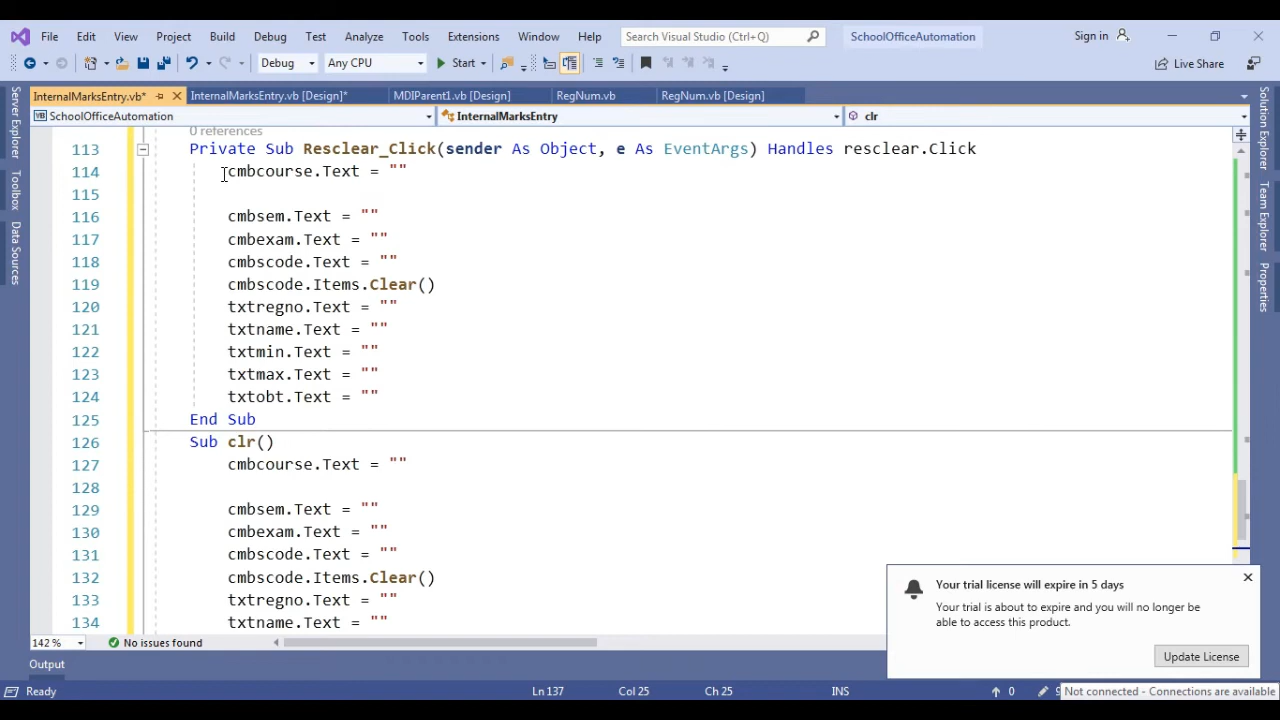 File Edit View Project Build Debug Test Analyze Tools Extensions Window Help Search Visual Studio (Ctrl+Q) SchoolOfficeAutomation Sign in
Debug Any CPU Start Live Share
InternalMarksEntry.vb* InternalMarksEntry.vb [Design]* MDIParent1.vb [Design] RegNum.vb RegNum.vb [Design]
VB SchoolOfficeAutomation InternalMarksEntry clr
Server Explorer
Toolbox
Data Sources
Solution Explorer
Team Explorer
Properties
0 references
113 Private Sub Resclear_Click(sender As Object, e As EventArgs) Handles resclear.Click
114 cmbcourse.Text = ""
115
116 cmbsem.Text = ""
117 cmbexam.Text = ""
118 cmbscode.Text = ""
119 cmbscode.Items.Clear()
120 txtregno.Text = ""
121 txtname.Text = ""
122 txtmin.Text = ""
123 txtmax.Text = ""
124 txtobt.Text = ""
125 End Sub
126 Sub clr()
127 cmbcourse.Text = ""
128
129 cmbsem.Text = ""
130 cmbexam.Text = ""
131 cmbscode.Text = ""
132 cmbscode.Items.Clear()
133 txtregno.Text = ""
134 txtname.Text = ""
Your trial license will expire in 5 days
Your trial is about to expire and you will no longer be
able to access this product.
Update License
142 % No issues found
Output
Ready Ln 137 Col 25 Ch 25 INS 0 Not connected - Connections are available